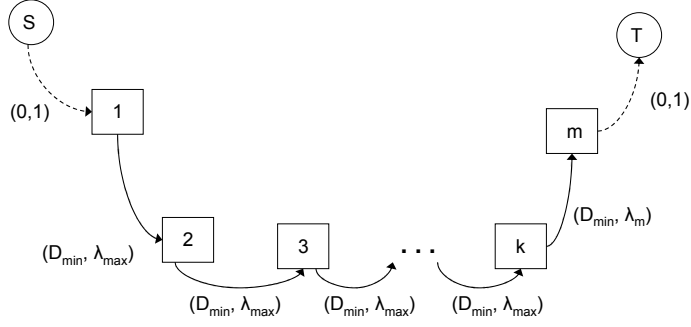 S
T
(0,1)
(0,1)
1
m
(D_min, λ_m)
2
3
. . .
k
(D_min, λ_max)
(D_min, λ_max)
(D_min, λ_max)
(D_min, λ_max)